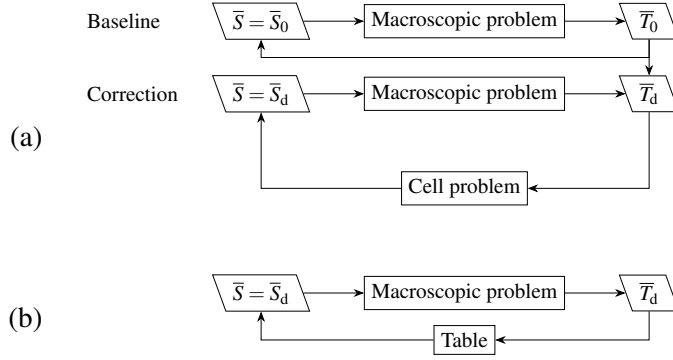 Baseline S̅ = S̅₀ Macroscopic problem T̅₀
Correction S̅ = S̅d Macroscopic problem T̅d
(a)
Cell problem
S̅ = S̅d Macroscopic problem T̅d
(b)
Table